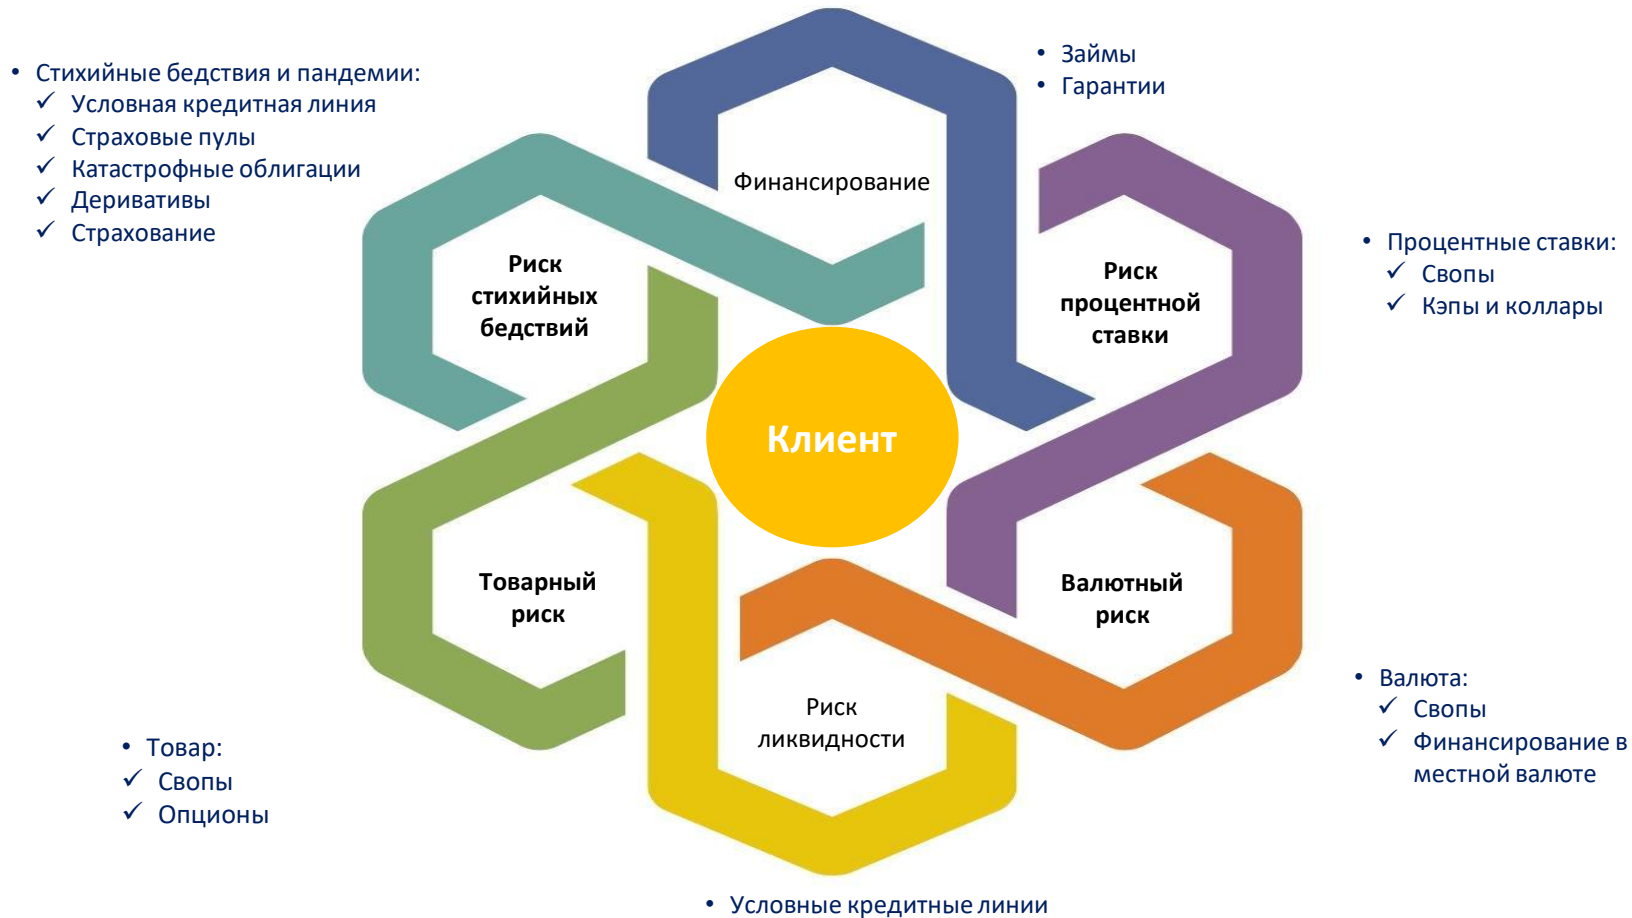 • Займы
• Гарантии
• Стихийные бедствия и пандемии:
✓ Условная кредитная линия
✓ Страховые пулы
✓ Катастрофные облигации
✓ Деривативы
✓ Страхование
Финансирование
Риск
стихийных
бедствий
Риск
процентной
ставки
• Процентные ставки:
✓ Свопы
✓ Кэпы и коллары
Клиент
Товарный
риск
Валютный
риск
Риск
ликвидности
• Валюта:
✓ Свопы
✓ Финансирование в
местной валюте
• Товар:
✓ Свопы
✓ Опционы
• Условные кредитные линии